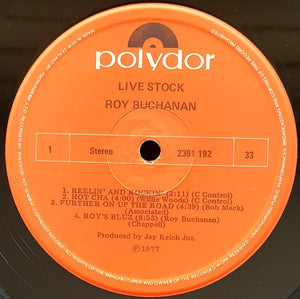 polydor
LIVE STOCK
ROY BUCHANAN
1 Stereo 2391 192 33
1. REELIN' AND ROCKIN' (2:11) (C Control)
2. HOT CHA (4:00) (Willie Woods) (C Control)
3. FURTHER ON UP THE ROAD (4:39) (Bob Mack)
(Associated)
4. ROY'S BLUZ (8:53) (Roy Buchanan)
(Chappell)
Produced by Jay Reich Jnr.
℗1977